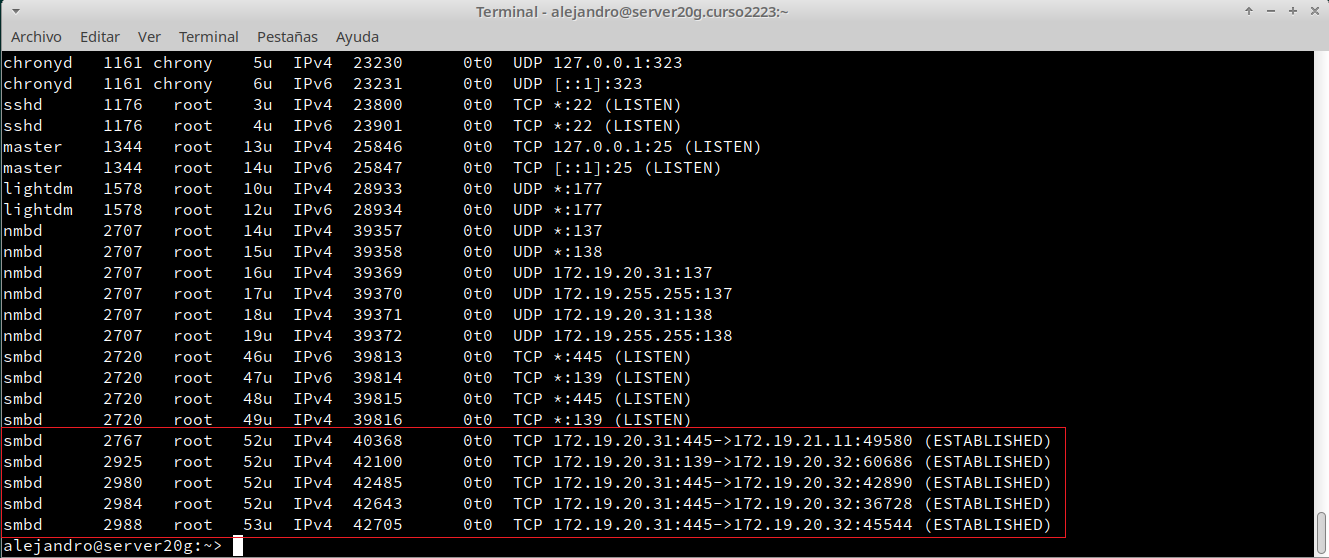 Terminal - alejandro@server20g.curso2223:~
Archivo Editar Ver Terminal Pestañas Ayuda
chronyd 1161 chrony 5u IPv4 23230 0t0 UDP 127.0.0.1:323
chronyd 1161 chrony 6u IPv6 23231 0t0 UDP [::1]:323
sshd 1176 root 3u IPv4 23800 0t0 TCP *:22 (LISTEN)
sshd 1176 root 4u IPv6 23901 0t0 TCP *:22 (LISTEN)
master 1344 root 13u IPv4 25846 0t0 TCP 127.0.0.1:25 (LISTEN)
master 1344 root 14u IPv6 25847 0t0 TCP [::1]:25 (LISTEN)
lightdm 1578 root 10u IPv4 28933 0t0 UDP *:177
lightdm 1578 root 12u IPv6 28934 0t0 UDP *:177
nmbd 2707 root 14u IPv4 39357 0t0 UDP *:137
nmbd 2707 root 15u IPv4 39358 0t0 UDP *:138
nmbd 2707 root 16u IPv4 39369 0t0 UDP 172.19.20.31:137
nmbd 2707 root 17u IPv4 39370 0t0 UDP 172.19.255.255:137
nmbd 2707 root 18u IPv4 39371 0t0 UDP 172.19.20.31:138
nmbd 2707 root 19u IPv4 39372 0t0 UDP 172.19.255.255:138
smbd 2720 root 46u IPv6 39813 0t0 TCP *:445 (LISTEN)
smbd 2720 root 47u IPv6 39814 0t0 TCP *:139 (LISTEN)
smbd 2720 root 48u IPv4 39815 0t0 TCP *:445 (LISTEN)
smbd 2720 root 49u IPv4 39816 0t0 TCP *:139 (LISTEN)
smbd 2767 root 52u IPv4 40368 0t0 TCP 172.19.20.31:445->172.19.21.11:49580 (ESTABLISHED)
smbd 2925 root 52u IPv4 42100 0t0 TCP 172.19.20.31:139->172.19.20.32:60686 (ESTABLISHED)
smbd 2980 root 52u IPv4 42485 0t0 TCP 172.19.20.31:445->172.19.20.32:42890 (ESTABLISHED)
smbd 2984 root 52u IPv4 42643 0t0 TCP 172.19.20.31:445->172.19.20.32:36728 (ESTABLISHED)
smbd 2988 root 53u IPv4 42705 0t0 TCP 172.19.20.31:445->172.19.20.32:45544 (ESTABLISHED)
alejandro@server20g:~>